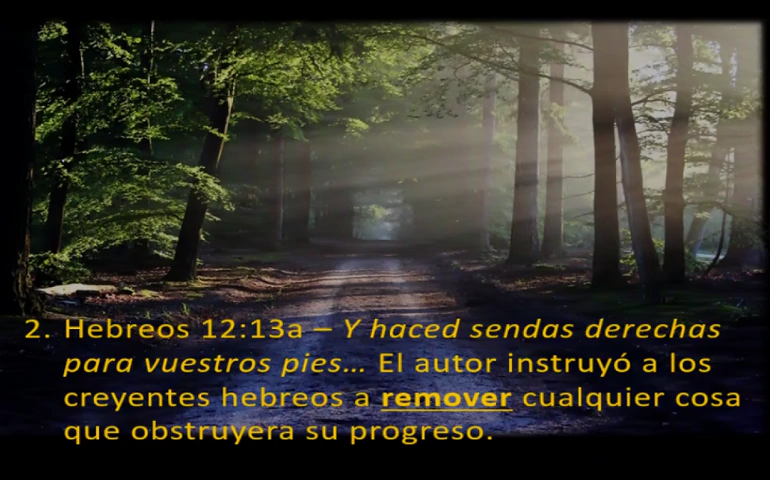 2. Hebreos 12:13a – Y haced sendas derechas
para vuestros pies... El autor instruyó a los
creyentes hebreos a remover cualquier cosa
que obstruyera su progreso.